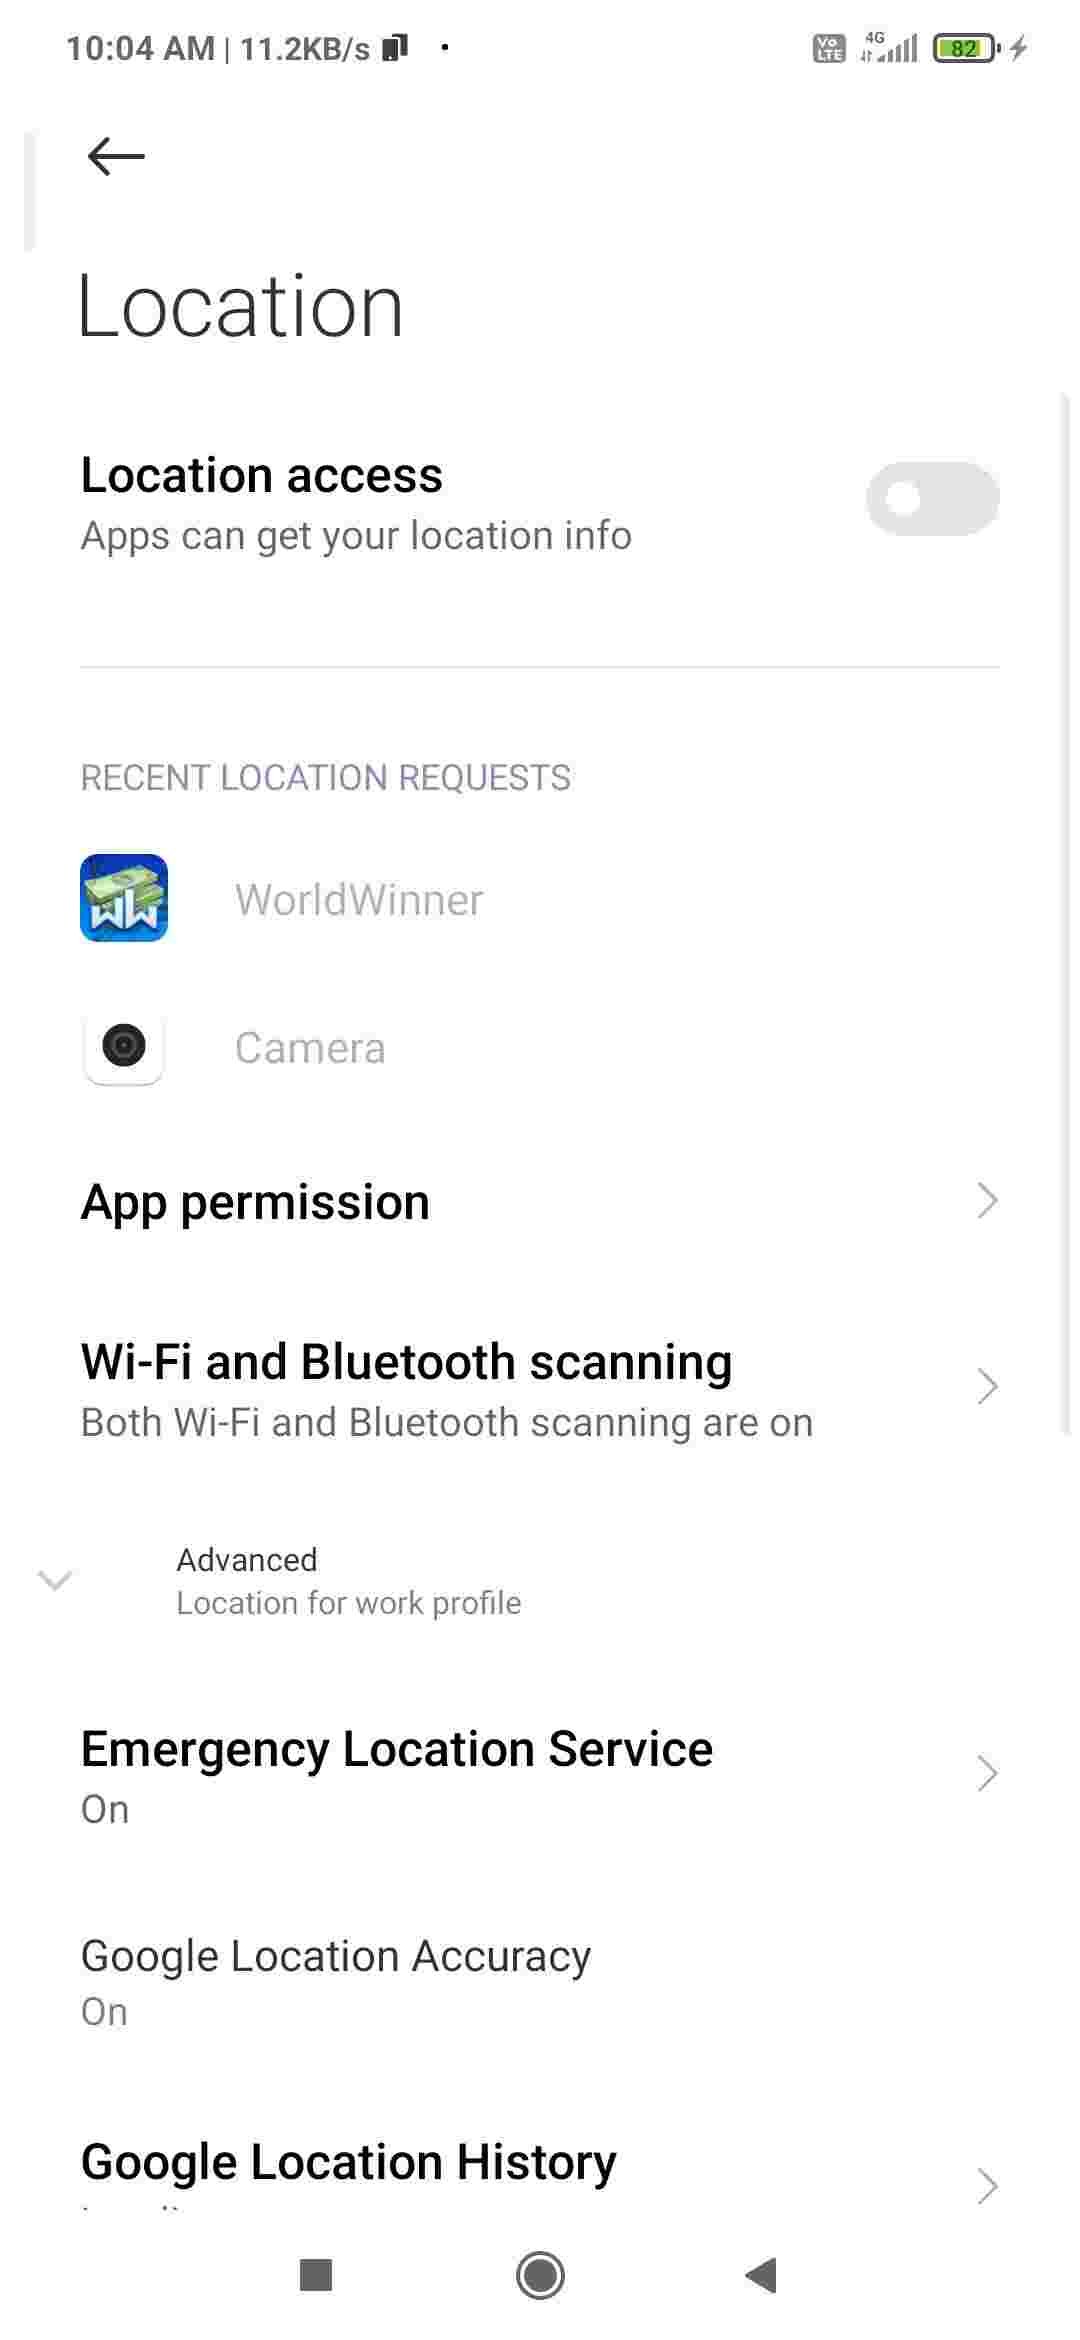 10:04 AM | 11.2KB/s
Vo LTE 4G 82
Location
Location access
Apps can get your location info
RECENT LOCATION REQUESTS
WW
WorldWinner
Camera
App permission
Wi-Fi and Bluetooth scanning
Both Wi-Fi and Bluetooth scanning are on
Advanced
Location for work profile
Emergency Location Service
On
Google Location Accuracy
On
Google Location History